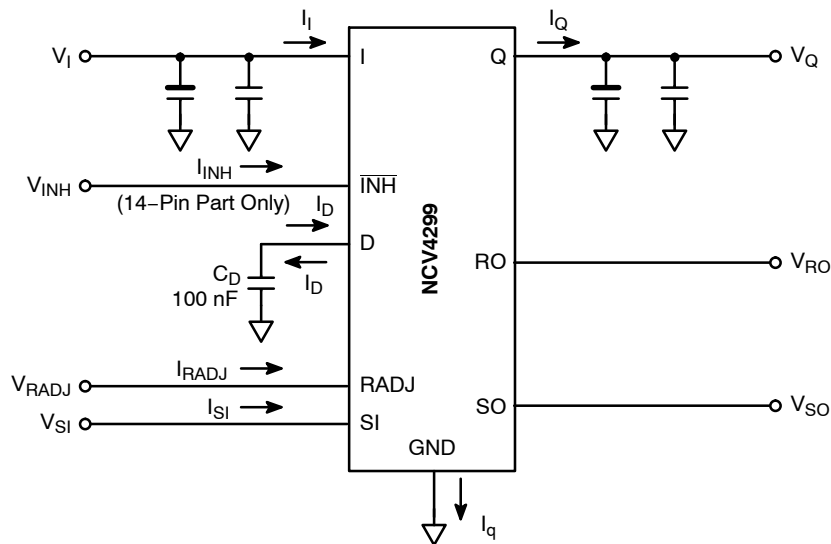 I_I
I_Q
V_I
I
Q
V_Q
I_INH
V_INH
INH
(14−Pin Part Only)
I_D
D
C_D
100 nF
I_D
NCV4299
RO
V_RO
I_RADJ
V_RADJ
RADJ
I_SI
V_SI
SI
SO
V_SO
GND
I_q